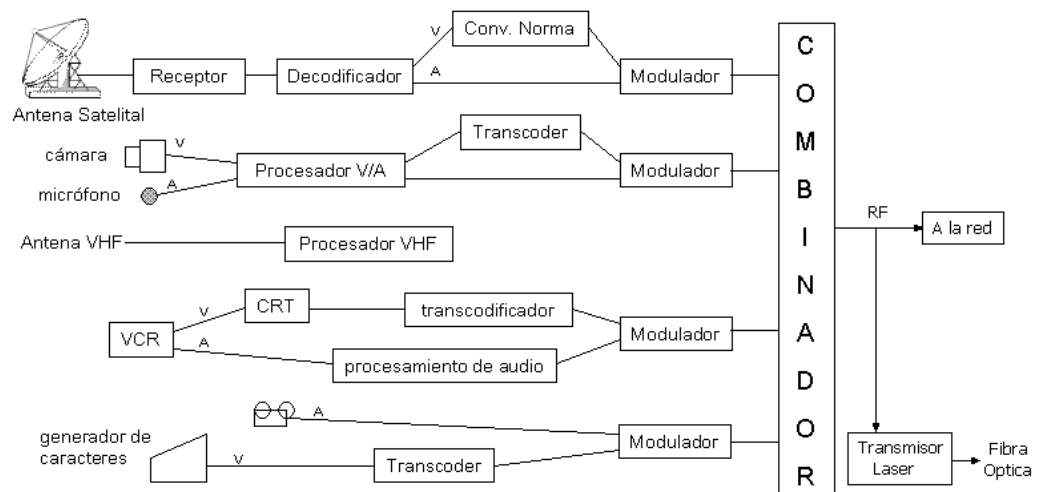 V
Conv. Norma
Receptor
Decodificador
A
Modulador
Antena Satelital
cámara
V
Transcoder
Procesador V/A
Modulador
micrófono
A
Antena VHF
Procesador VHF
VCR
V
CRT
transcodificador
A
procesamiento de audio
Modulador
A
generador de
caracteres
V
Transcoder
Modulador
C
O
M
B
I
N
A
D
O
R
RF
A la red
Transmisor
Laser
Fibra
Optica